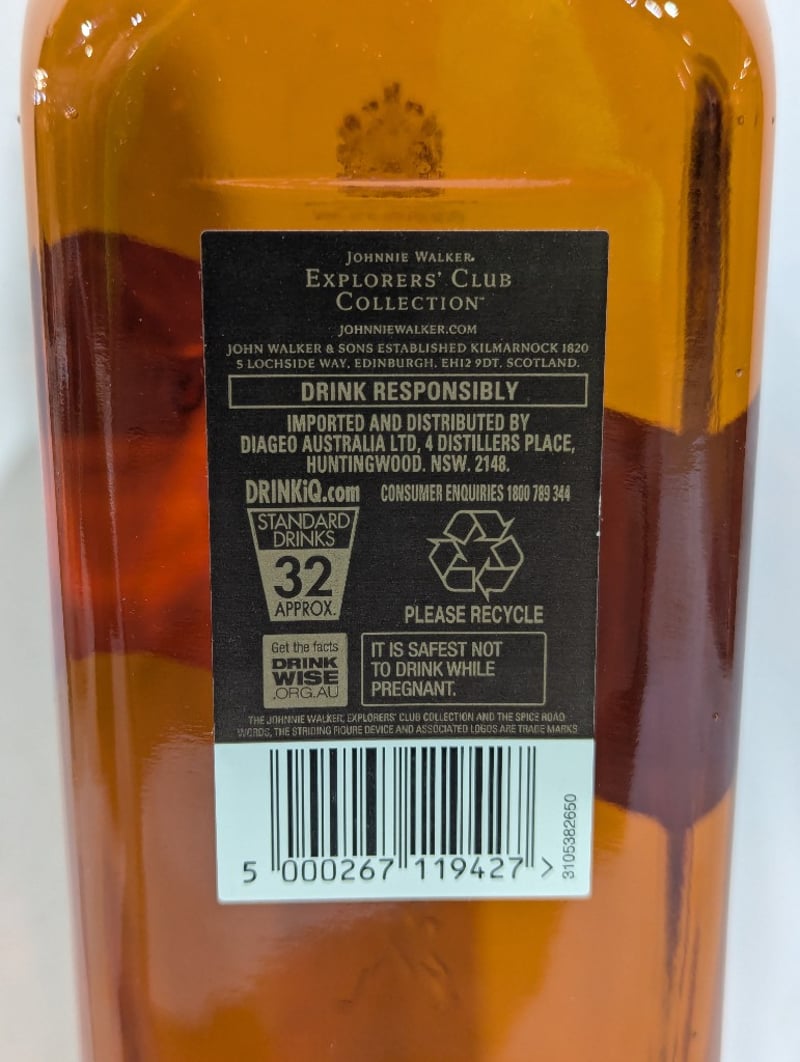 JOHNNIE WALKER.
EXPLORERS' CLUB
COLLECTION™
JOHNNIEWALKER.COM
JOHN WALKER & SONS ESTABLISHED KILMARNOCK 1820
5 LOCHSIDE WAY, EDINBURGH, EH12 9DT, SCOTLAND.
DRINK RESPONSIBLY
IMPORTED AND DISTRIBUTED BY
DIAGEO AUSTRALIA LTD, 4 DISTILLERS PLACE,
HUNTINGWOOD. NSW. 2148.
DRINKiQ.com CONSUMER ENQUIRIES 1800 789 344
STANDARD
DRINKS
32
APPROX.
PLEASE RECYCLE
Get the facts
DRINK
WISE
.ORG.AU
IT IS SAFEST NOT
TO DRINK WHILE
PREGNANT.
THE JOHNNIE WALKER, EXPLORERS' CLUB COLLECTION AND THE SPICE ROAD
WORDS, THE STRIDING FIGURE DEVICE AND ASSOCIATED LOGOS ARE TRADE MARKS
5 000267 119427 >
3105382650